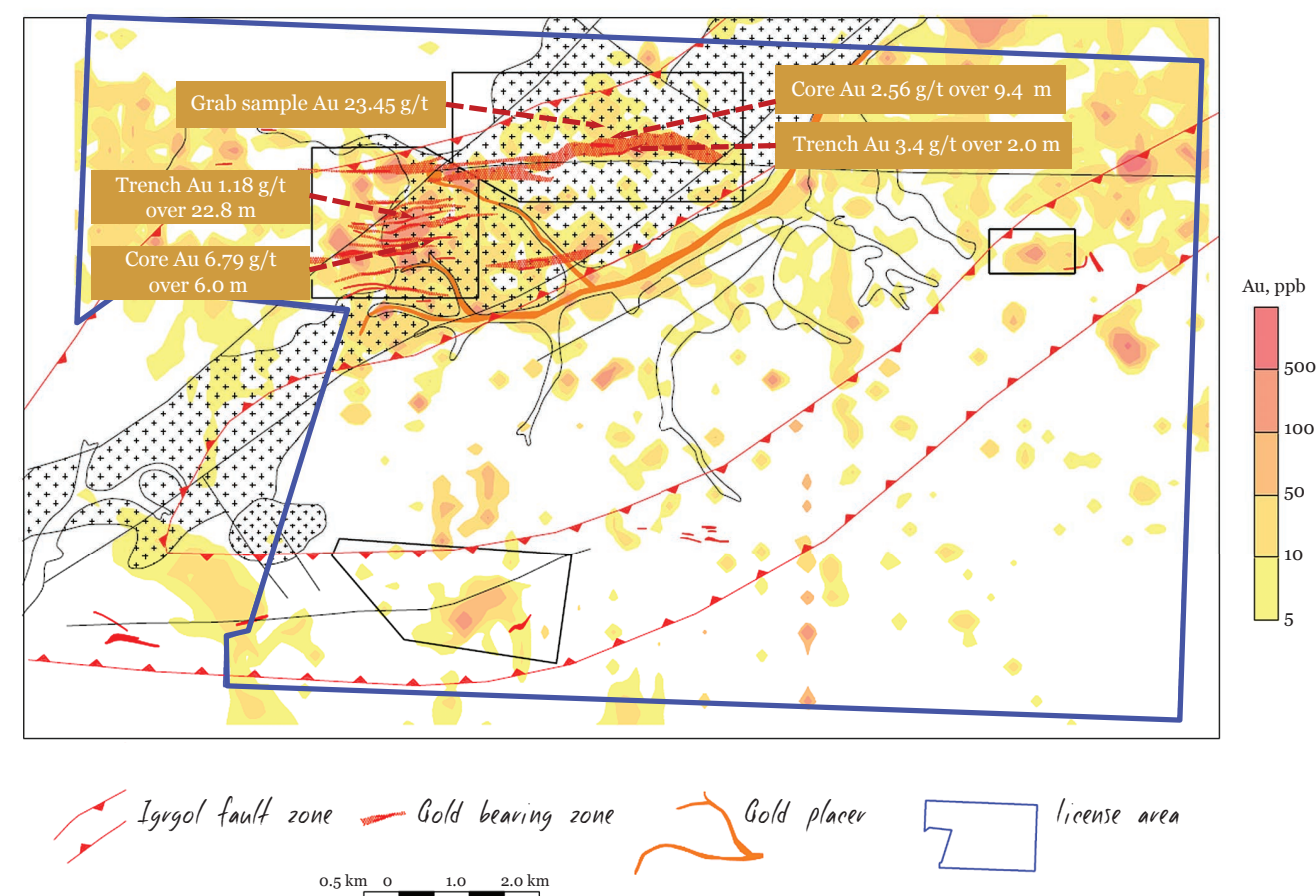 Grab sample Au 23.45 g/t
Core Au 2.56 g/t over 9.4 m
Trench Au 3.4 g/t over 2.0 m
Trench Au 1.18 g/t
over 22.8 m
Core Au 6.79 g/t
over 6.0 m
Au, ppb
500
100
50
10
5
Igrgol fault zone
Gold bearing zone
Gold placer
license area
0.5 km 0 1.0 2.0 km